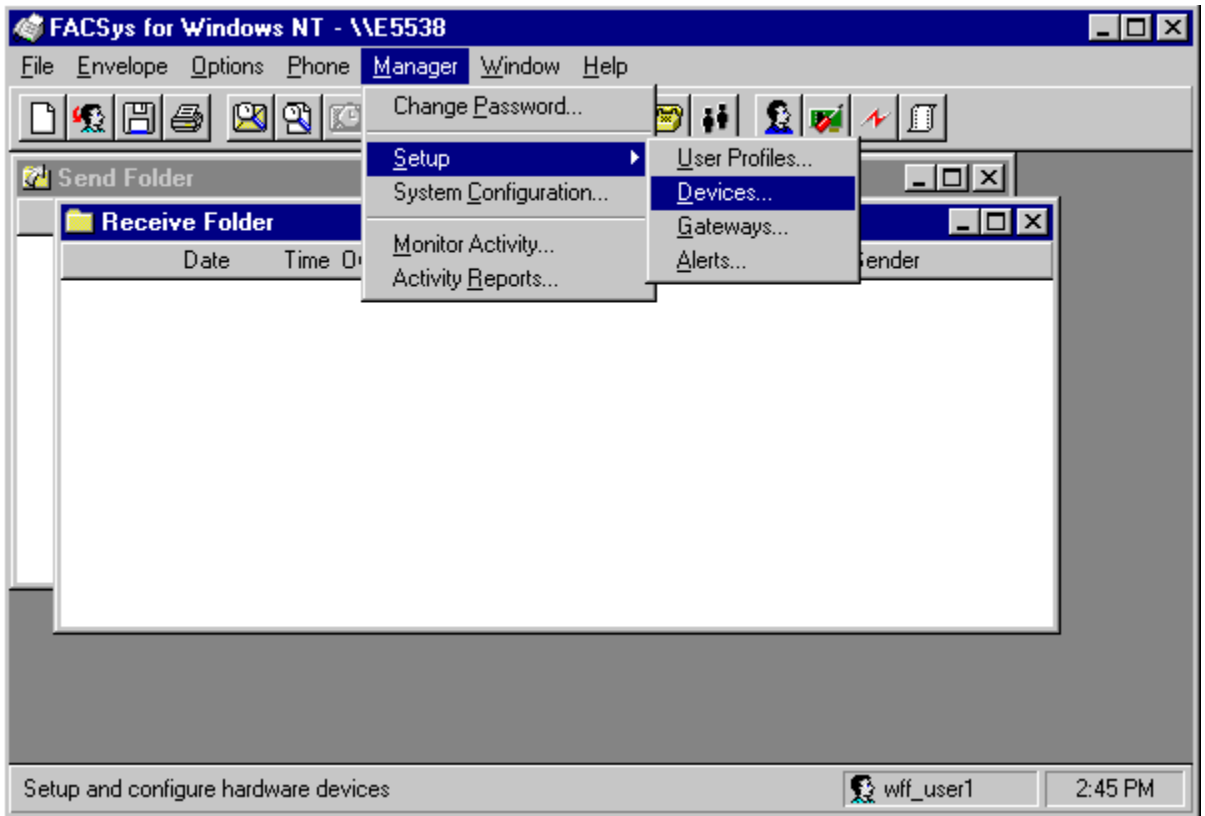 FACSys for Windows NT - \\E5538
File Envelope Options Phone Manager Window Help
Change Password...
Setup
System Configuration...
Monitor Activity...
Activity Reports...
User Profiles...
Devices...
Gateways...
Alerts...
Send Folder
Receive Folder
Date Time
Setup and configure hardware devices
wff_user1
2:45 PM